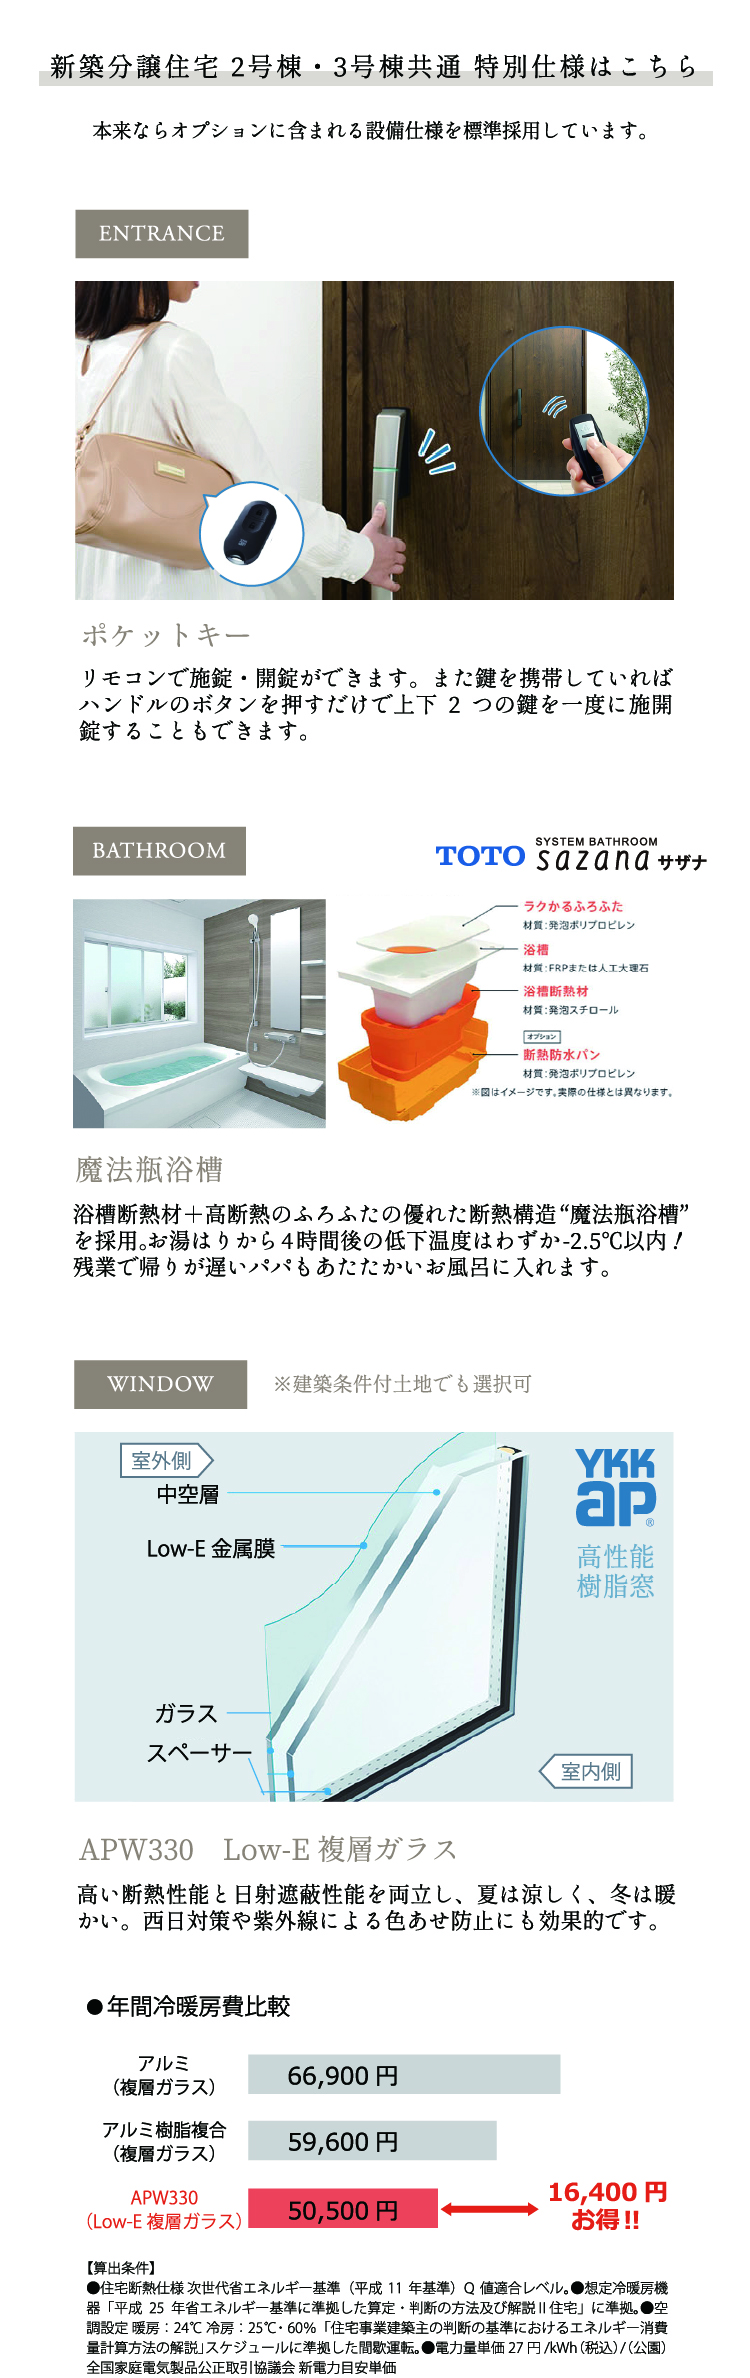 新築分譲住宅 2号棟・3号棟共通 特別仕様はこちら
本来ならオプションに含まれる設備仕様を標準採用しています。
ENTRANCE
ポケットキー
リモコンで施錠・開錠ができます。また鍵を携帯していれば
ハンドルのボタンを押すだけで上下 2 つの鍵を一度に施開
錠することもできます。
BATHROOM
TOTO
SYSTEM BATHROOM
sazana サザナ
ラクかるふろふた
材質：発泡ポリプロピレン
浴槽
材質：FRPまたは人工大理石
浴槽断熱材
材質：発泡スチロール
オプション
断熱防水パン
材質：発泡ポリプロピレン
※図はイメージです。実際の仕様とは異なります。
魔法瓶浴槽
浴槽断熱材＋高断熱のふろふたの優れた断熱構造“魔法瓶浴槽”
を採用。お湯はりから4時間後の低下温度はわずか-2.5℃以内！
残業で帰りが遅いパパもあたたかいお風呂に入れます。
WINDOW
※建築条件付土地でも選択可
室外側
中空層
Low-E 金属膜
YKK
ap®
高性能
樹脂窓
ガラス
スペーサー
室内側
APW330　Low-E 複層ガラス
高い断熱性能と日射遮蔽性能を両立し、夏は涼しく、冬は暖
かい。西日対策や紫外線による色あせ防止にも効果的です。
●年間冷暖房費比較
アルミ
（複層ガラス）
66,900 円
アルミ樹脂複合
（複層ガラス）
59,600 円
APW330
（Low-E 複層ガラス）
50,500 円
16,400 円
お得!!
【算出条件】
●住宅断熱仕様 次世代省エネルギー基準（平成 11 年基準）Q 値適合レベル。●想定冷暖房機
器「平成 25 年省エネルギー基準に準拠した算定・判断の方法及び解説Ⅱ住宅」に準拠。●空
調設定 暖房：24℃ 冷房：25℃・60%「住宅事業建築主の判断の基準におけるエネルギー消費
量計算方法の解説」スケジュールに準拠した間歇運転。●電力量単価 27 円 /kWh（税込）/（公園）
全国家庭電気製品公正取引協議会 新電力目安単価